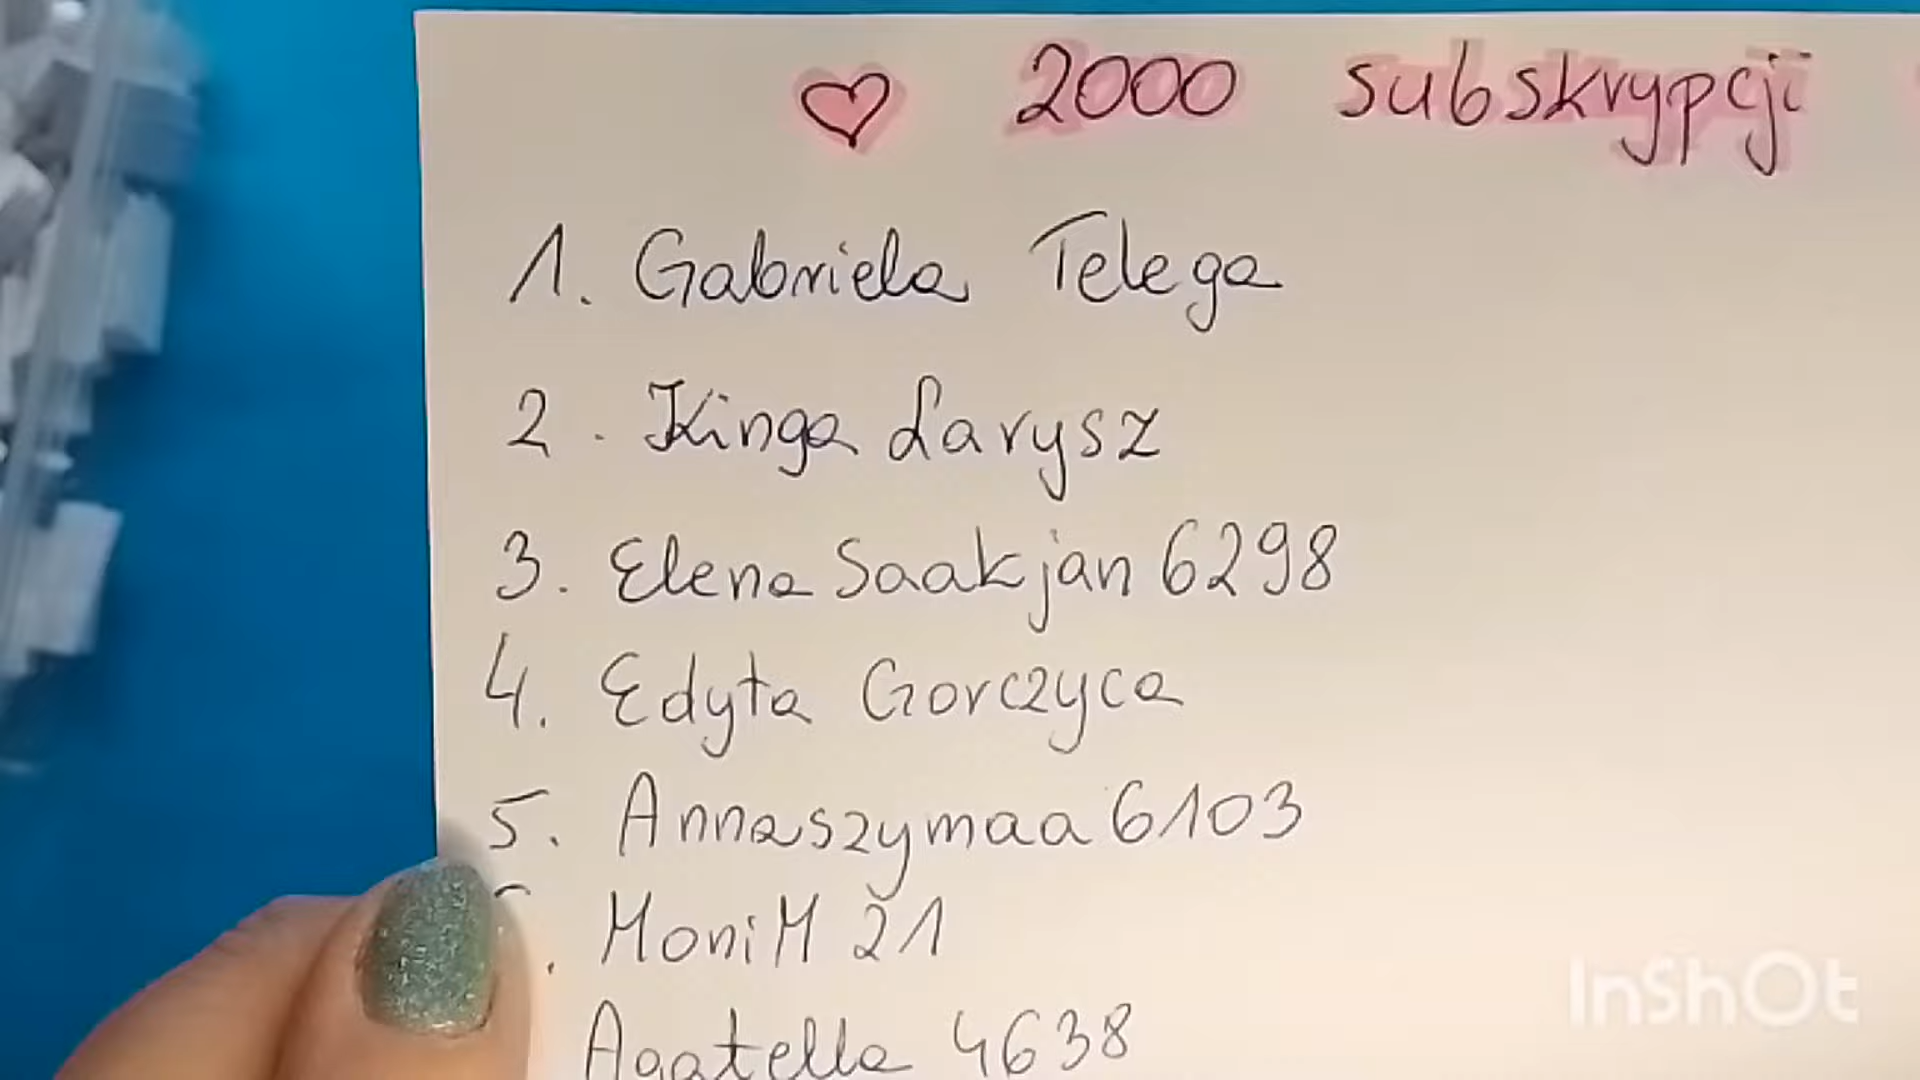 ♡ 2000 subskrypcji
1. Gabriela Telega
2. Kinga Larysz
3. Elena Saakjan 6298
4. Edyta Gorczyca
5. Annaszymaa 6103
. MoniM 21
Agatella 4638
InShOt